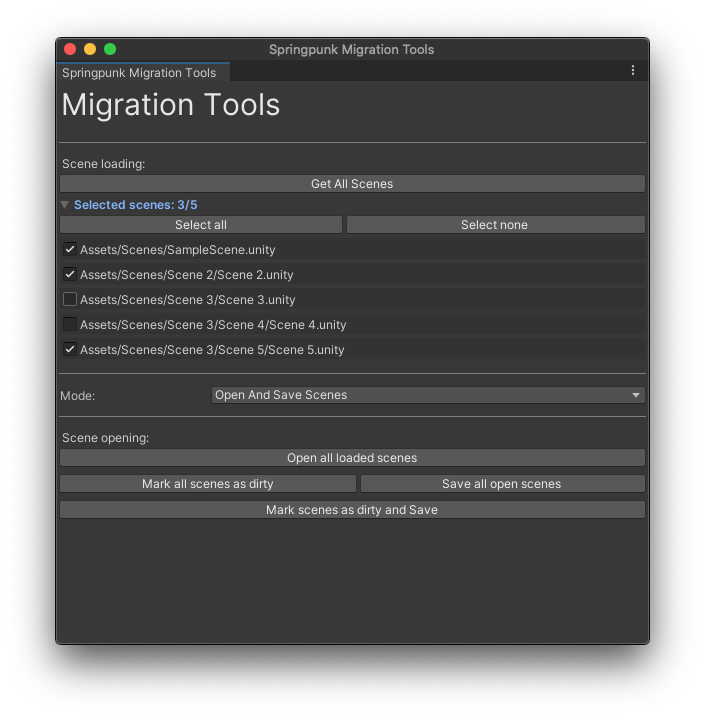 Springpunk Migration Tools
Springpunk Migration Tools
Migration Tools
Scene loading:
Get All Scenes
Selected scenes: 3/5
Select all Select none
Assets/Scenes/SampleScene.unity
Assets/Scenes/Scene 2/Scene 2.unity
Assets/Scenes/Scene 3/Scene 3.unity
Assets/Scenes/Scene 3/Scene 4/Scene 4.unity
Assets/Scenes/Scene 3/Scene 5/Scene 5.unity
Mode: Open And Save Scenes
Scene opening:
Open all loaded scenes
Mark all scenes as dirty Save all open scenes
Mark scenes as dirty and Save